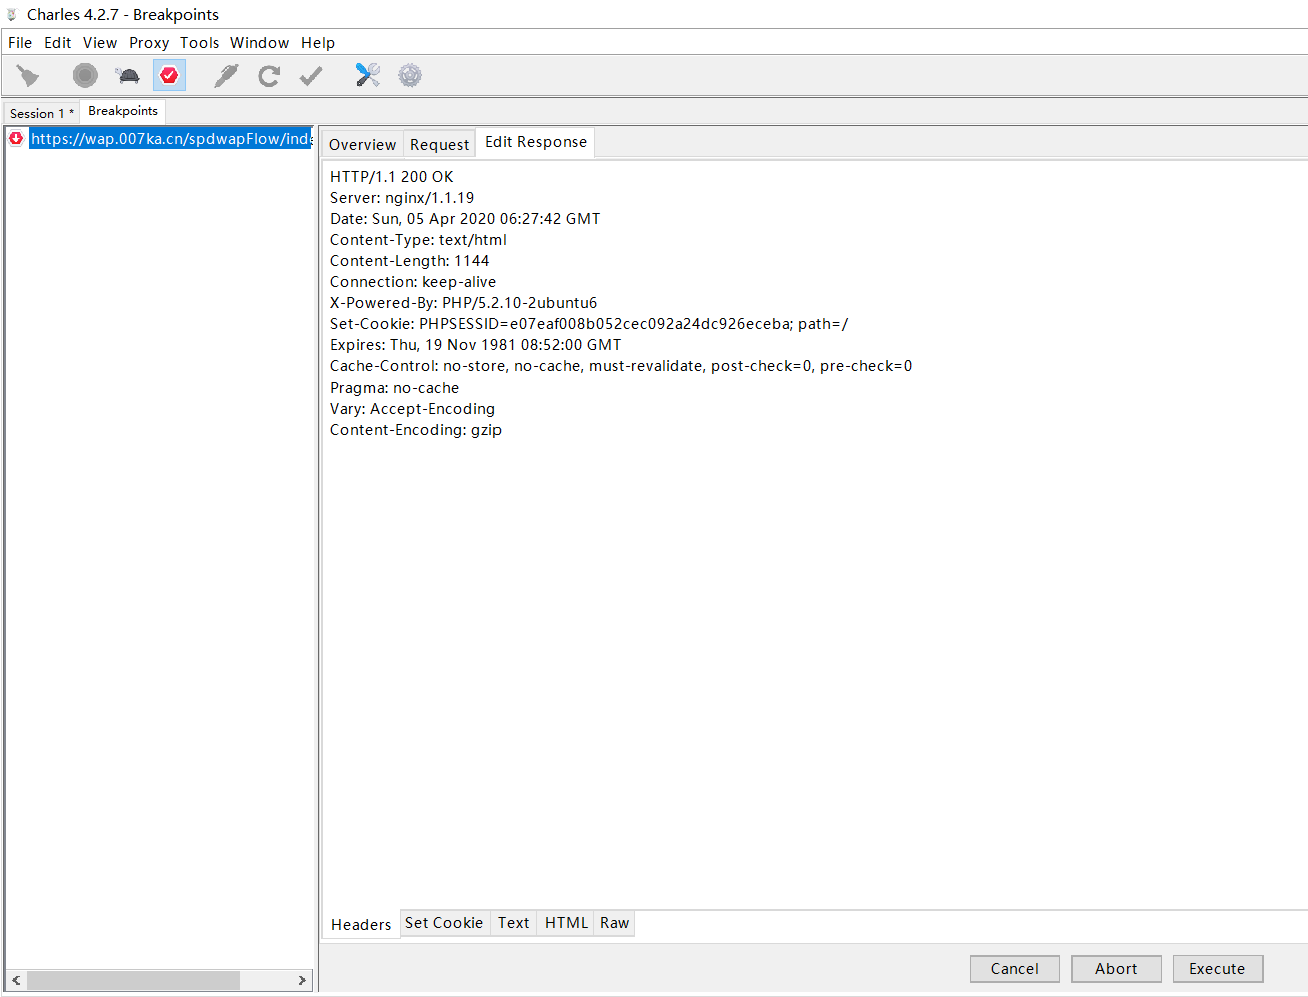 Charles 4.2.7 - Breakpoints
File Edit View Proxy Tools Window Help
Session 1 * Breakpoints
https://wap.007ka.cn/spdwapFlow/inde
Overview Request Edit Response
HTTP/1.1 200 OK
Server: nginx/1.1.19
Date: Sun, 05 Apr 2020 06:27:42 GMT
Content-Type: text/html
Content-Length: 1144
Connection: keep-alive
X-Powered-By: PHP/5.2.10-2ubuntu6
Set-Cookie: PHPSESSID=e07eaf008b052cec092a24dc926eceba; path=/
Expires: Thu, 19 Nov 1981 08:52:00 GMT
Cache-Control: no-store, no-cache, must-revalidate, post-check=0, pre-check=0
Pragma: no-cache
Vary: Accept-Encoding
Content-Encoding: gzip
Headers Set Cookie Text HTML Raw
Cancel Abort Execute